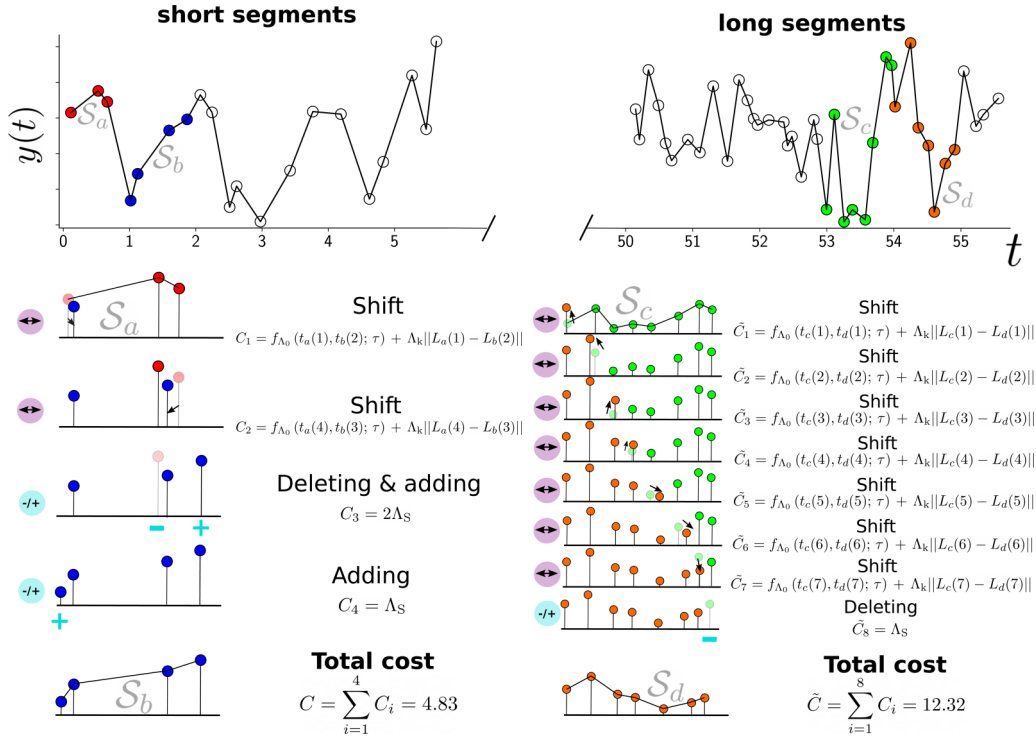 short segments
long segments
y(t)
S_a
S_b
S_c
S_d
0 1 2 3 4 5
50 51 52 53 54 55
t
S_a
Shift
C_1 = f_{Λ_0} (t_a(1), t_b(2); τ) + Λ_k||L_a(1) − L_b(2)||
Shift
C_2 = f_{Λ_0} (t_a(4), t_b(3); τ) + Λ_k||L_a(4) − L_b(3)||
-/+
Deleting & adding
C_3 = 2Λ_S
− +
-/+
Adding
C_4 = Λ_S
+
S_b
Total cost
C = \sum_{i=1}^{4} C_i = 4.83
S_c
Shift
C̃_1 = f_{Λ_0} (t_c(1), t_d(1); τ) + Λ_k||L_c(1) − L_d(1)||
Shift
C̃_2 = f_{Λ_0} (t_c(2), t_d(2); τ) + Λ_k||L_c(2) − L_d(2)||
Shift
C̃_3 = f_{Λ_0} (t_c(3), t_d(3); τ) + Λ_k||L_c(3) − L_d(3)||
Shift
C̃_4 = f_{Λ_0} (t_c(4), t_d(4); τ) + Λ_k||L_c(4) − L_d(4)||
Shift
C̃_5 = f_{Λ_0} (t_c(5), t_d(5); τ) + Λ_k||L_c(5) − L_d(5)||
Shift
C̃_6 = f_{Λ_0} (t_c(6), t_d(6); τ) + Λ_k||L_c(6) − L_d(6)||
Shift
C̃_7 = f_{Λ_0} (t_c(7), t_d(7); τ) + Λ_k||L_c(7) − L_d(7)||
-/+
Deleting
C̃_8 = Λ_S
−
S_d
Total cost
C̃ = \sum_{i=1}^{8} C_i = 12.32